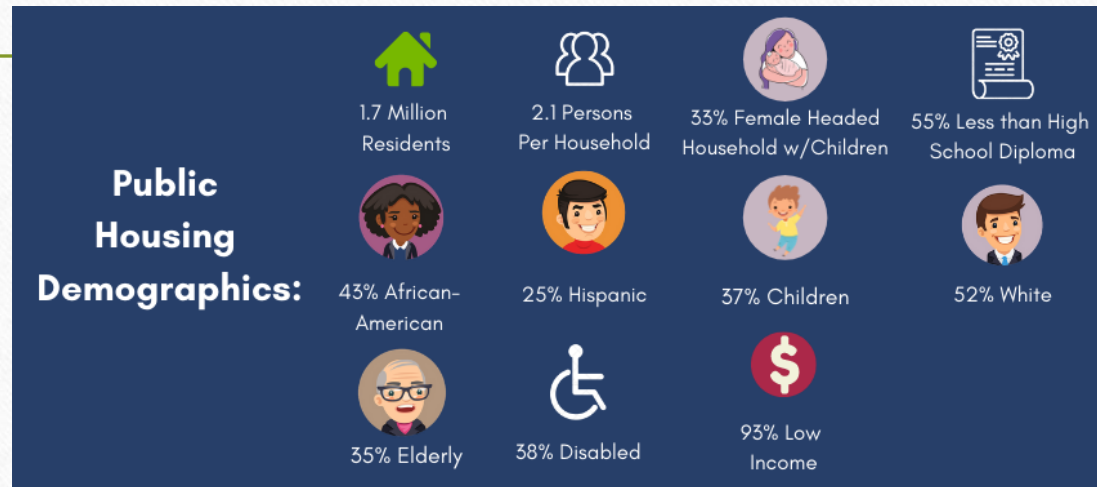 Public
Housing
Demographics:
1.7 Million
Residents
2.1 Persons
Per Household
33% Female Headed
Household w/Children
55% Less than High
School Diploma
43% African-
American
25% Hispanic
37% Children
52% White
35% Elderly
38% Disabled
$
93% Low
Income